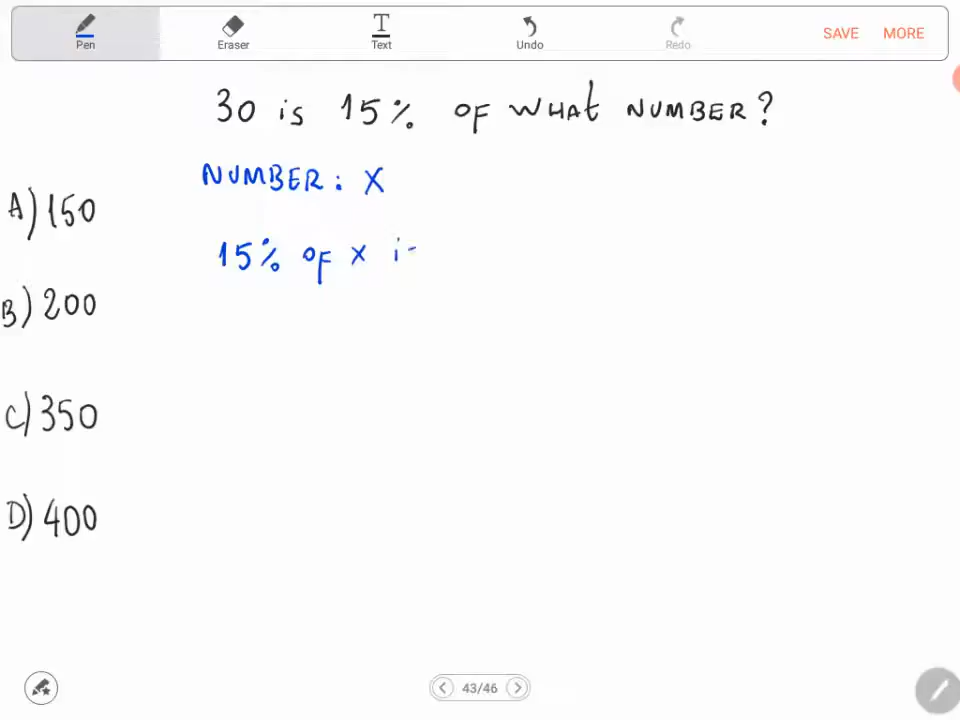 Pen Eraser Text Undo Redo SAVE MORE
30 is 15% OF WHAT NUMBER?
NUMBER: X
A) 150
15% OF X i
B) 200
C) 350
D) 400
43/46